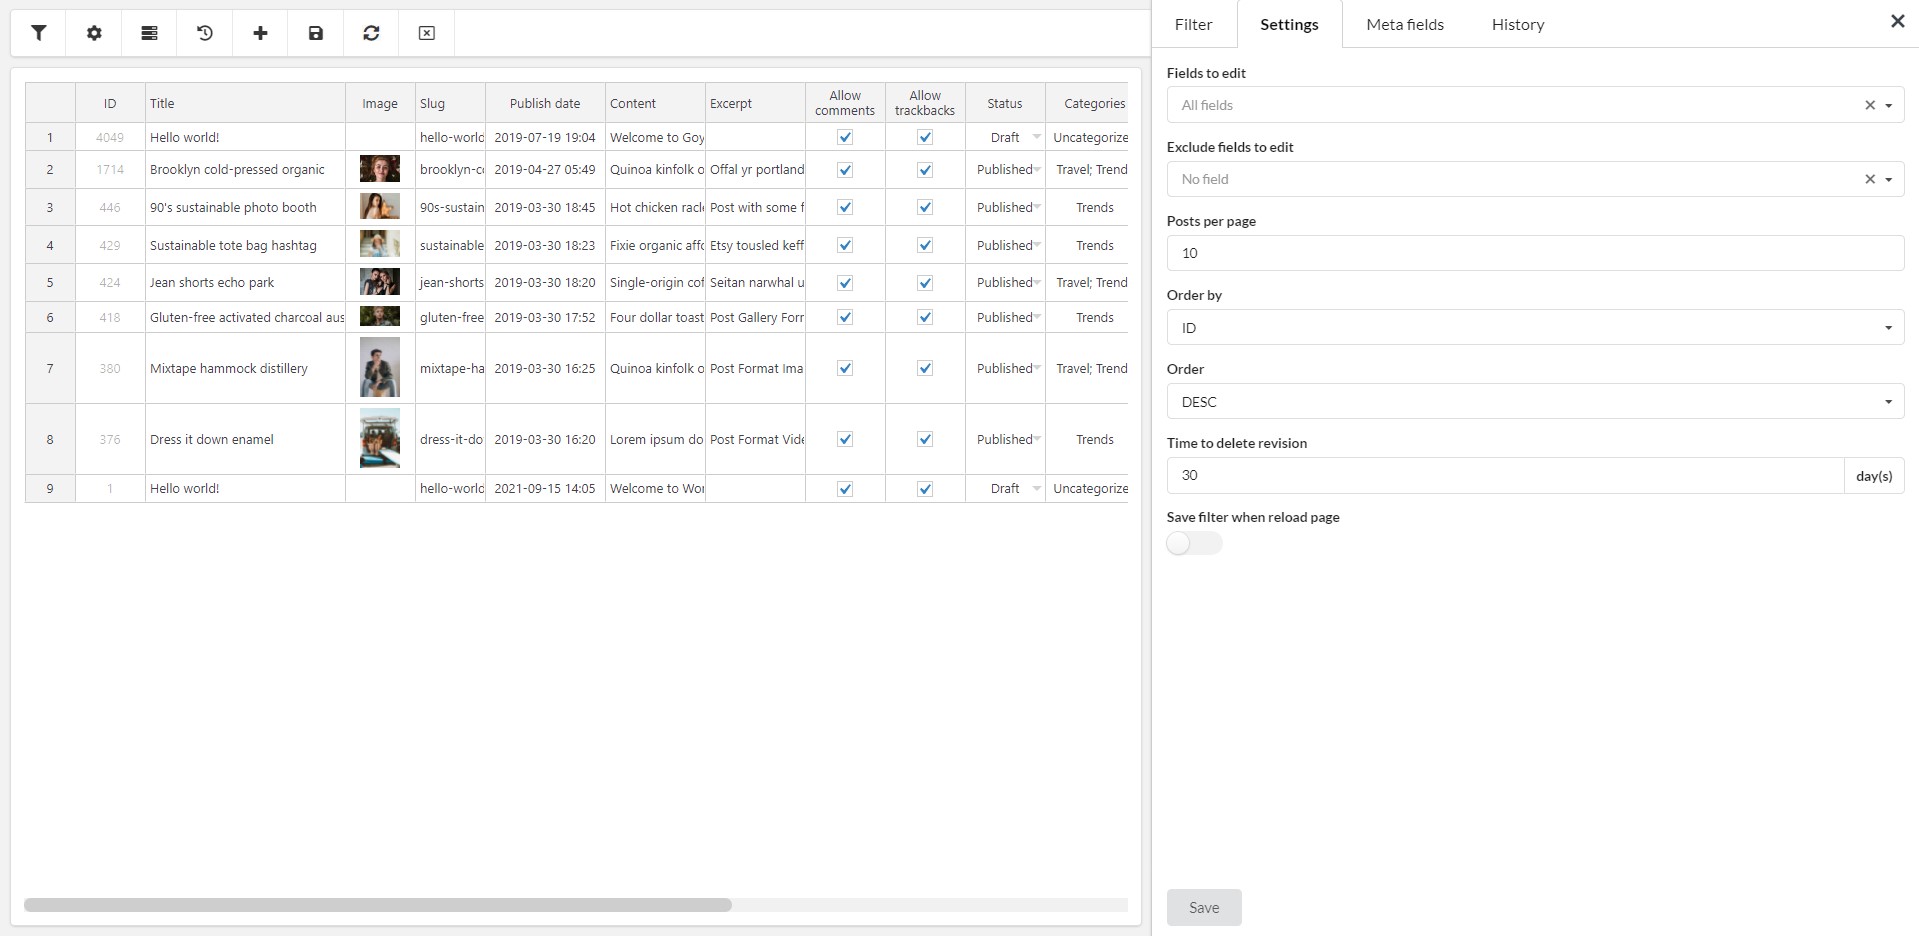 Filter
Settings
Meta fields
History
ID Title Image Slug Publish date Content Excerpt Allow comments Allow trackbacks Status Categories
1 4049 Hello world! hello-world 2019-07-19 19:04 Welcome to Goy Draft Uncategorize
2 1714 Brooklyn cold-pressed organic brooklyn-c 2019-04-27 05:49 Quinoa kinfolk o Offal yr portland Published Travel; Trend
3 446 90's sustainable photo booth 90s-sustain 2019-03-30 18:45 Hot chicken racl Post with some f Published Trends
4 429 Sustainable tote bag hashtag sustainable 2019-03-30 18:23 Fixie organic affo Etsy tousled keff Published Trends
5 424 Jean shorts echo park jean-shorts 2019-03-30 18:20 Single-origin cof Seitan narwhal u Published Travel; Trend
6 418 Gluten-free activated charcoal aus gluten-free 2019-03-30 17:52 Four dollar toast Post Gallery Forr Published Trends
7 380 Mixtape hammock distillery mixtape-ha 2019-03-30 16:25 Quinoa kinfolk o Post Format Ima Published Travel; Trend
8 376 Dress it down enamel dress-it-do 2019-03-30 16:20 Lorem ipsum do Post Format Vide Published Trends
9 1 Hello world! hello-world 2021-09-15 14:05 Welcome to Wor Draft Uncategorize
Fields to edit
All fields
Exclude fields to edit
No field
Posts per page
10
Order by
ID
Order
DESC
Time to delete revision
30 day(s)
Save filter when reload page
Save